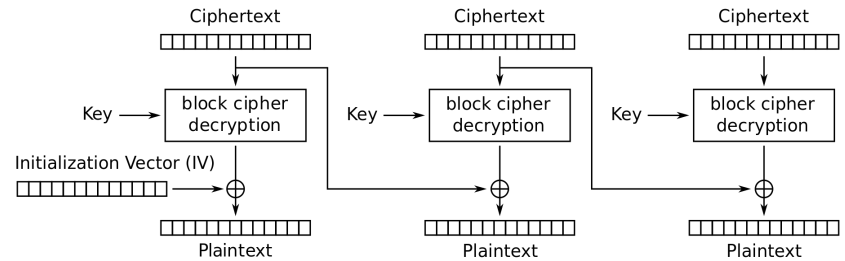 Ciphertext
Ciphertext
Ciphertext
Key
block cipher
decryption
Key
block cipher
decryption
Key
block cipher
decryption
Initialization Vector (IV)
Plaintext
Plaintext
Plaintext